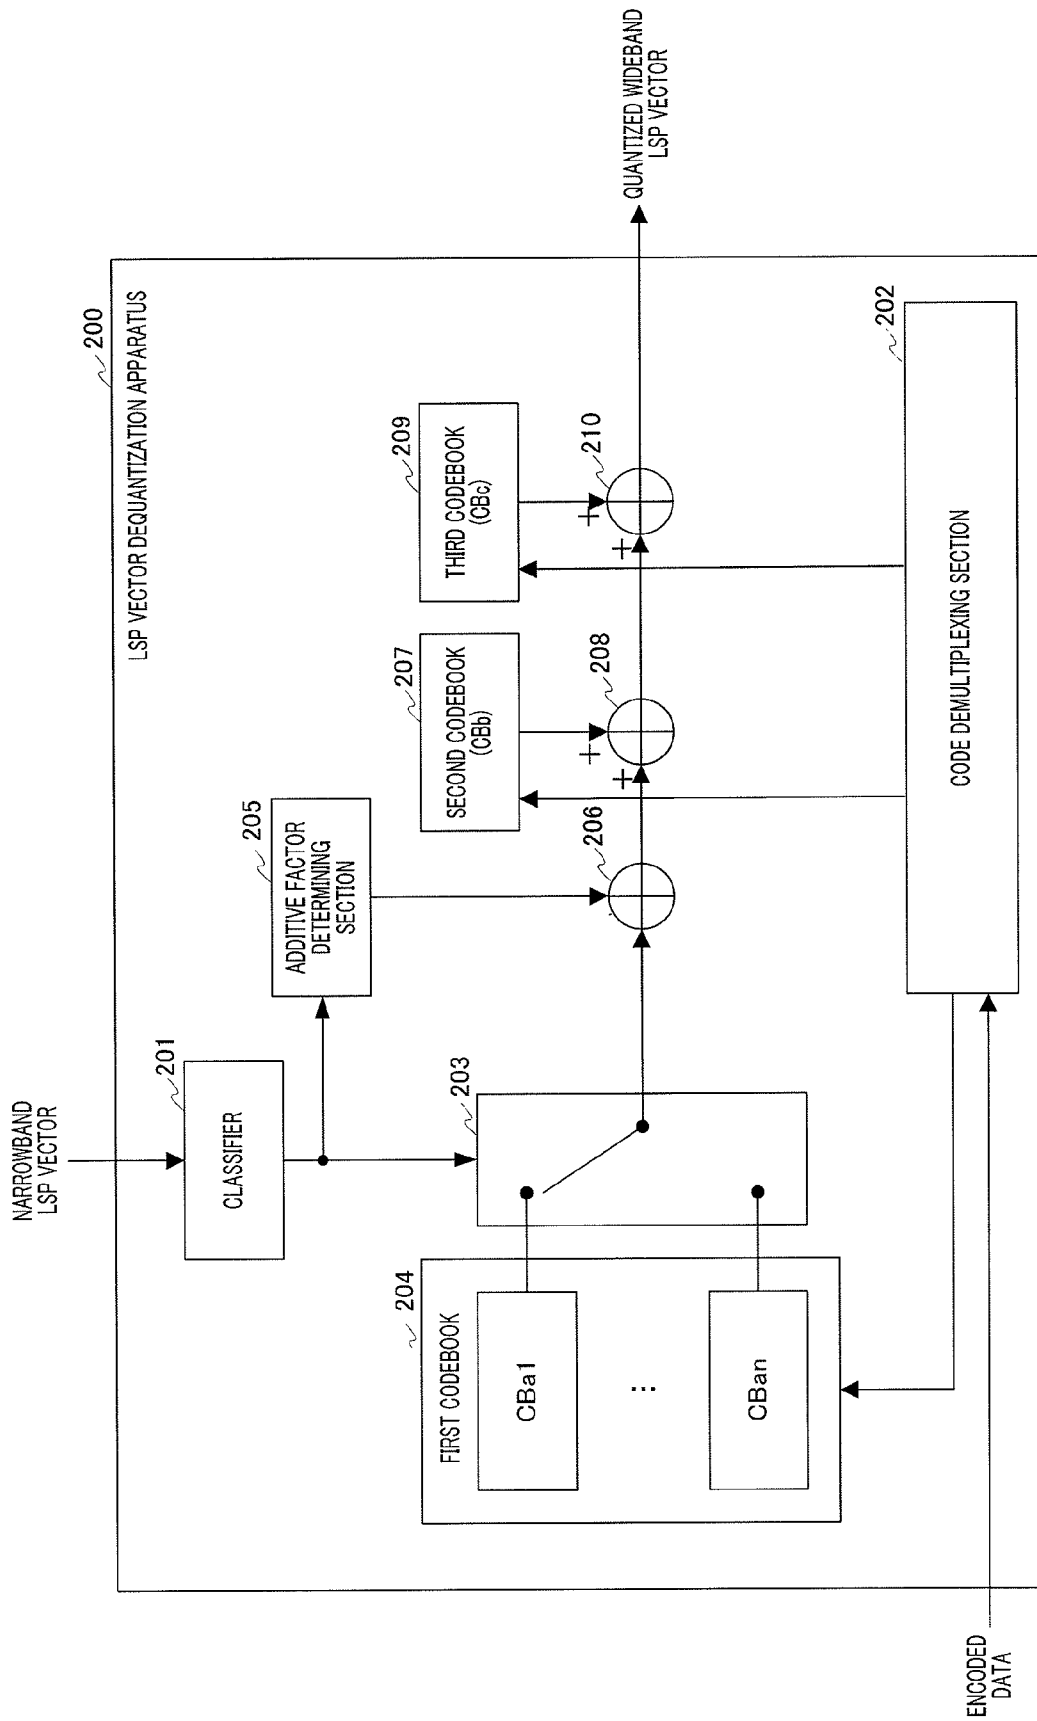 200
LSP VECTOR DEQUANTIZATION APPARATUS
NARROWBAND
LSP VECTOR
201
CLASSIFIER
205
ADDITIVE FACTOR
DETERMINING
SECTION
204
FIRST CODEBOOK
CBa1
...
CBan
203
206
207
SECOND CODEBOOK
(CBb)
+
+
208
209
THIRD CODEBOOK
(CBc)
+
+
210
QUANTIZED WIDEBAND
LSP VECTOR
202
CODE DEMULTIPLEXING SECTION
ENCODED
DATA